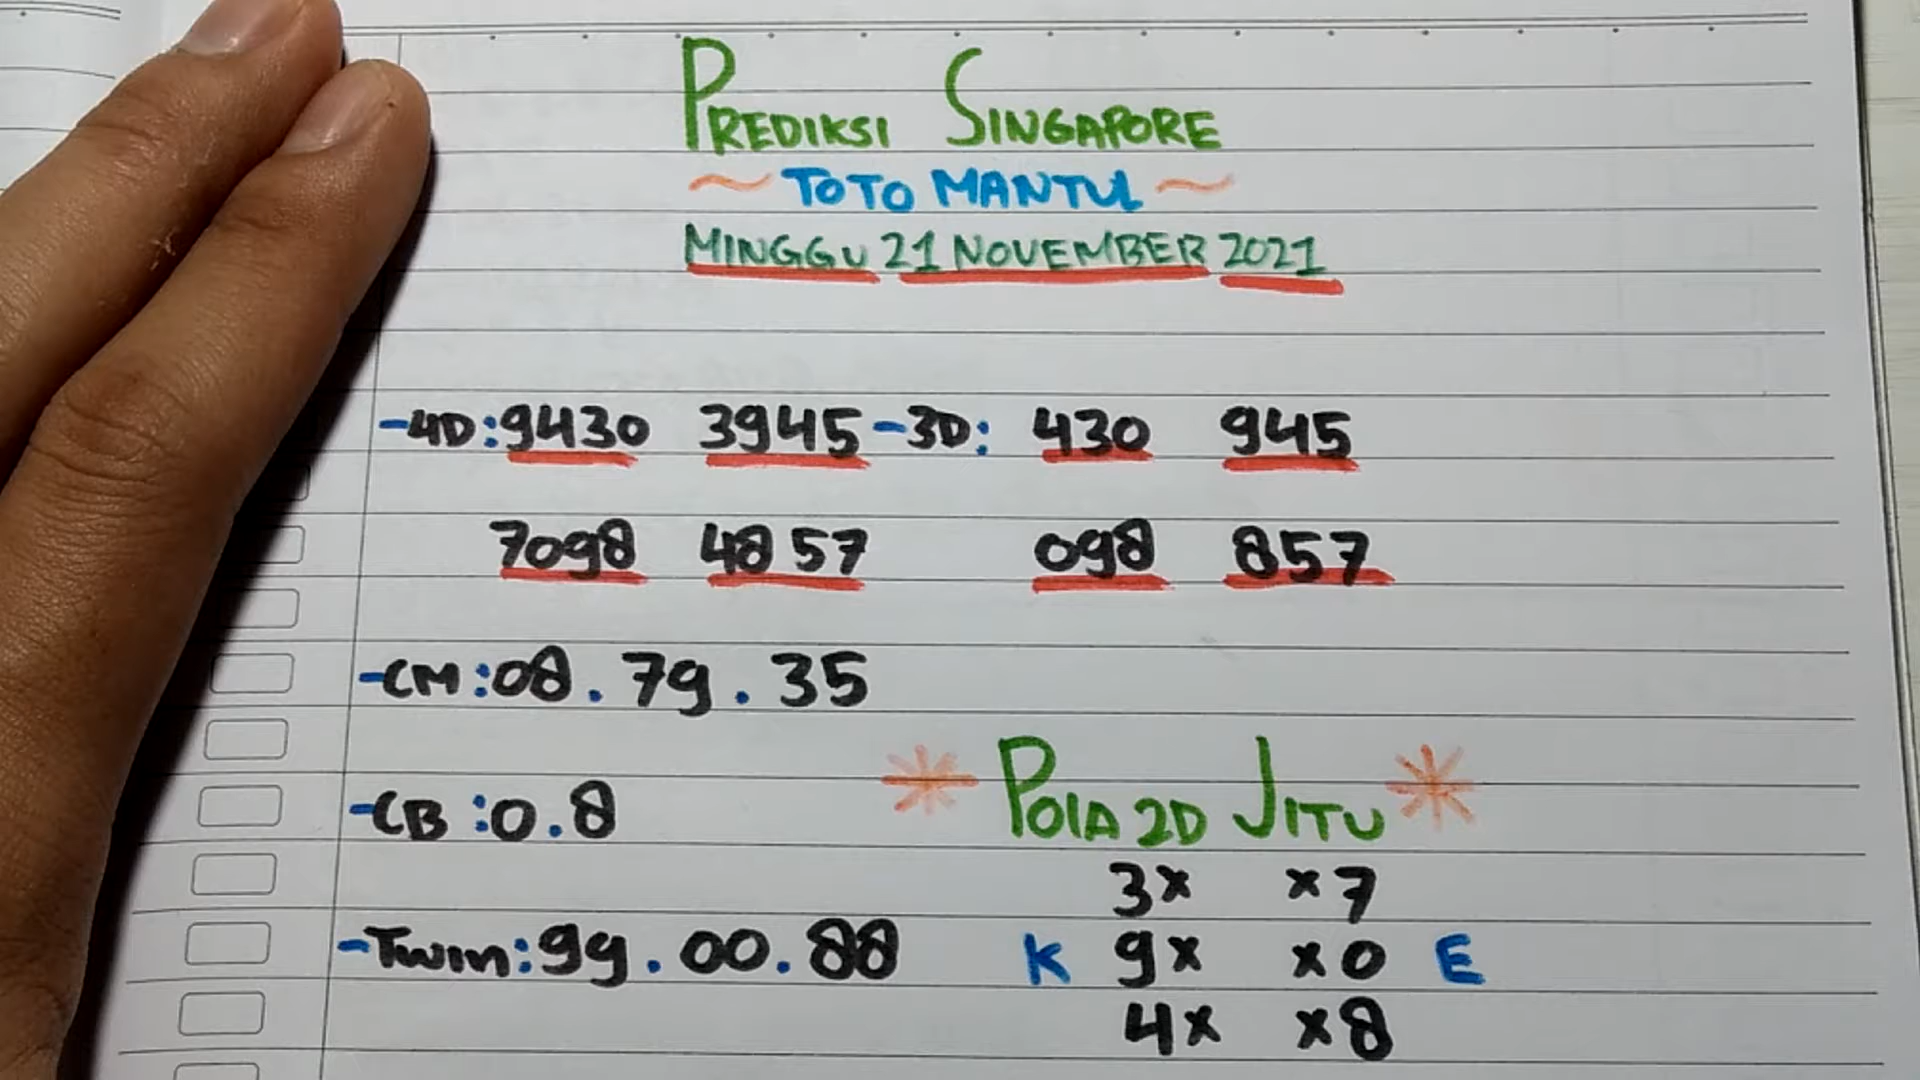 PREDIKSI SINGAPORE
~ TOTO MANTUL ~
MINGGU 21 NOVEMBER 2021
-4D: 9430 3945 -3D: 430 945
7098 4857 098 857
-CM: 08. 79. 35
-CB: 0.8
* POLA 2D JITU *
3x x7
-Twin: 99. 00. 88
K 9x x0 E
4x x8